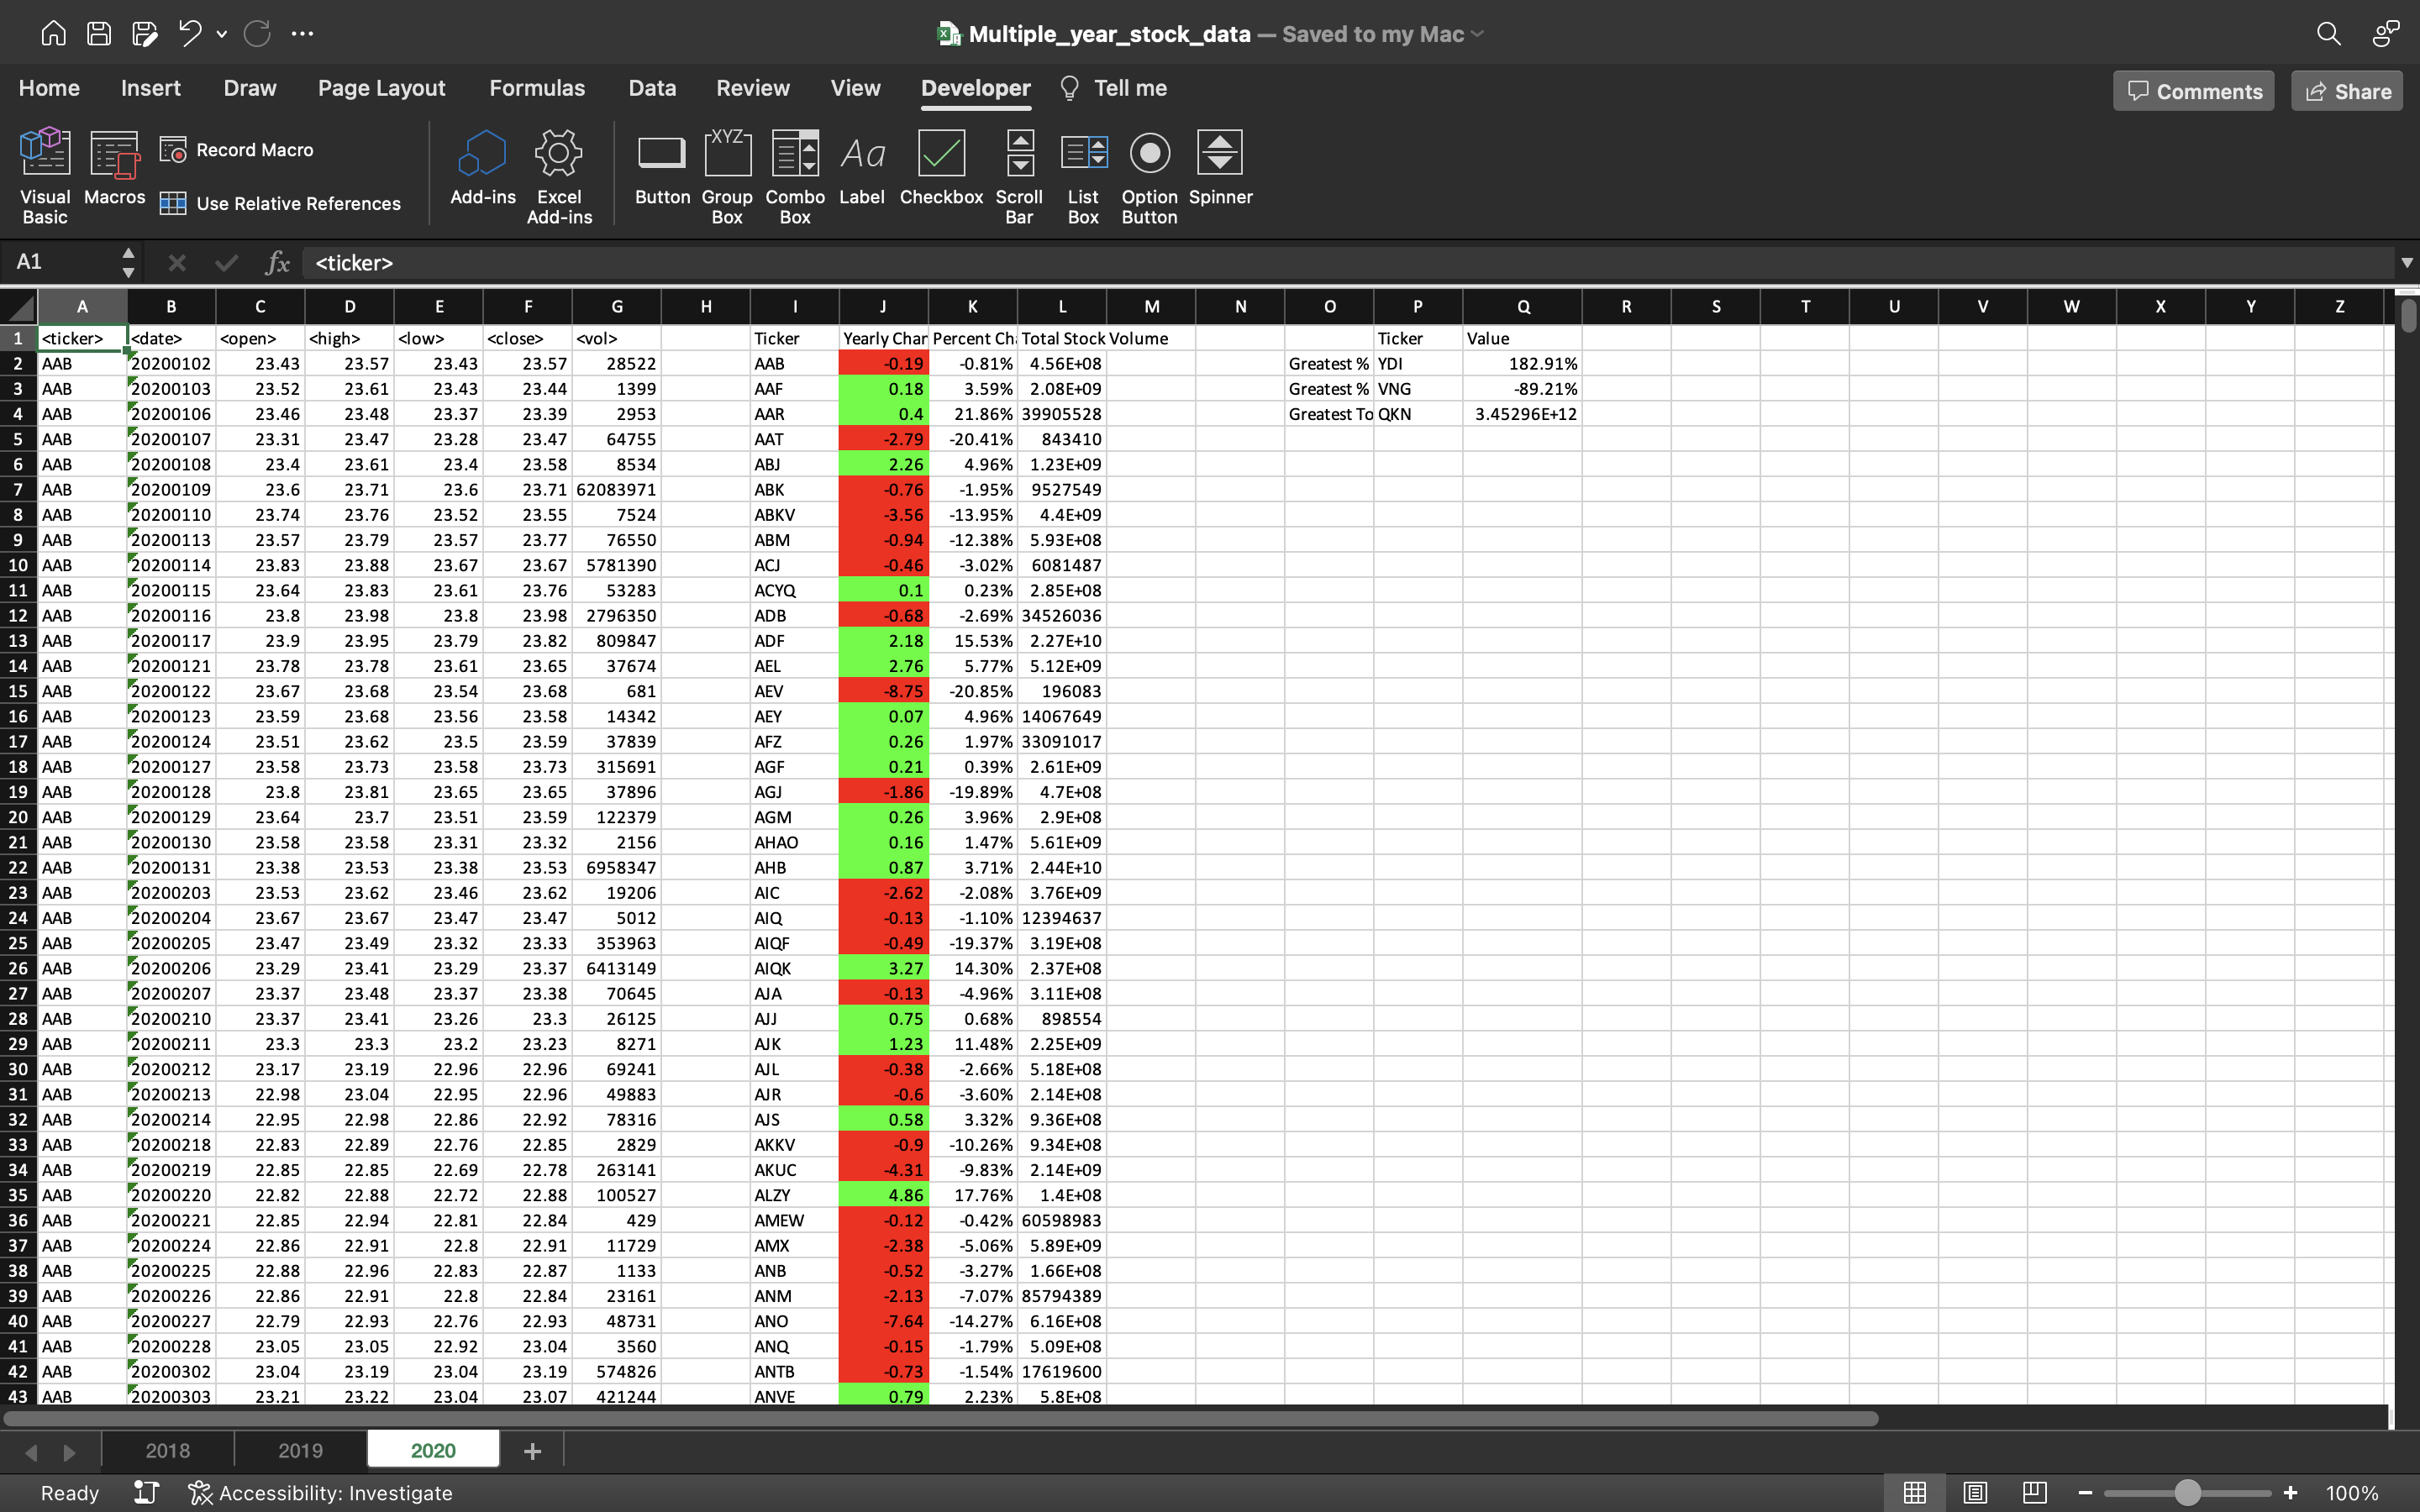 Multiple_year_stock_data — Saved to my Mac
Home Insert Draw Page Layout Formulas Data Review View Developer Tell me Comments Share
Visual Basic Macros Record Macro Use Relative References Add-ins Excel Add-ins XYZ Button Group Box Combo Box Aa Label Checkbox Scroll Bar List Box Option Button Spinner
A1 fx <ticker>
A B C D E F G H I J K L M N O P Q R S T U V W X Y Z
1 <ticker> <date> <open> <high> <low> <close> <vol> Ticker Yearly Char Percent Ch Total Stock Volume Ticker Value
2 AAB 20200102 23.43 23.57 23.43 23.57 28522 AAB -0.19 -0.81% 4.56E+08 Greatest % YDI 182.91%
3 AAB 20200103 23.52 23.61 23.43 23.44 1399 AAF 0.18 3.59% 2.08E+09 Greatest % VNG -89.21%
4 AAB 20200106 23.46 23.48 23.37 23.39 2953 AAR 0.4 21.86% 39905528 Greatest To QKN 3.45296E+12
5 AAB 20200107 23.31 23.47 23.28 23.47 64755 AAT -2.79 -20.41% 843410
6 AAB 20200108 23.4 23.61 23.4 23.58 8534 ABJ 2.26 4.96% 1.23E+09
7 AAB 20200109 23.6 23.71 23.6 23.71 62083971 ABK -0.76 -1.95% 9527549
8 AAB 20200110 23.74 23.76 23.52 23.55 7524 ABKV -3.56 -13.95% 4.4E+09
9 AAB 20200113 23.57 23.79 23.57 23.77 76550 ABM -0.94 -12.38% 5.93E+08
10 AAB 20200114 23.83 23.88 23.67 23.67 5781390 ACJ -0.46 -3.02% 6081487
11 AAB 20200115 23.64 23.83 23.61 23.76 53283 ACYQ 0.1 0.23% 2.85E+08
12 AAB 20200116 23.8 23.98 23.8 23.98 2796350 ADB -0.68 -2.69% 34526036
13 AAB 20200117 23.9 23.95 23.79 23.82 809847 ADF 2.18 15.53% 2.27E+10
14 AAB 20200121 23.78 23.78 23.61 23.65 37674 AEL 2.76 5.77% 5.12E+09
15 AAB 20200122 23.67 23.68 23.54 23.68 681 AEV -8.75 -20.85% 196083
16 AAB 20200123 23.59 23.68 23.56 23.58 14342 AEY 0.07 4.96% 14067649
17 AAB 20200124 23.51 23.62 23.5 23.59 37839 AFZ 0.26 1.97% 33091017
18 AAB 20200127 23.58 23.73 23.58 23.73 315691 AGF 0.21 0.39% 2.61E+09
19 AAB 20200128 23.8 23.81 23.65 23.65 37896 AGJ -1.86 -19.89% 4.7E+08
20 AAB 20200129 23.64 23.7 23.51 23.59 122379 AGM 0.26 3.96% 2.9E+08
21 AAB 20200130 23.58 23.58 23.31 23.32 2156 AHAO 0.16 1.47% 5.61E+09
22 AAB 20200131 23.38 23.53 23.38 23.53 6958347 AHB 0.87 3.71% 2.44E+10
23 AAB 20200203 23.53 23.62 23.46 23.62 19206 AIC -2.62 -2.08% 3.76E+09
24 AAB 20200204 23.67 23.67 23.47 23.47 5012 AIQ -0.13 -1.10% 12394637
25 AAB 20200205 23.47 23.49 23.32 23.33 353963 AIQF -0.49 -19.37% 3.19E+08
26 AAB 20200206 23.29 23.41 23.29 23.37 6413149 AIQK 3.27 14.30% 2.37E+08
27 AAB 20200207 23.37 23.48 23.37 23.38 70645 AJA -0.13 -4.96% 3.11E+08
28 AAB 20200210 23.37 23.41 23.26 23.3 26125 AJJ 0.75 0.68% 898554
29 AAB 20200211 23.3 23.3 23.2 23.23 8271 AJK 1.23 11.48% 2.25E+09
30 AAB 20200212 23.17 23.19 22.96 22.96 69241 AJL -0.38 -2.66% 5.18E+08
31 AAB 20200213 22.98 23.04 22.95 22.96 49883 AJR -0.6 -3.60% 2.14E+08
32 AAB 20200214 22.95 22.98 22.86 22.92 78316 AJS 0.58 3.32% 9.36E+08
33 AAB 20200218 22.83 22.89 22.76 22.85 2829 AKKV -0.9 -10.26% 9.34E+08
34 AAB 20200219 22.85 22.85 22.69 22.78 263141 AKUC -4.31 -9.83% 2.14E+09
35 AAB 20200220 22.82 22.88 22.72 22.88 100527 ALZY 4.86 17.76% 1.4E+08
36 AAB 20200221 22.85 22.94 22.81 22.84 429 AMEW -0.12 -0.42% 60598983
37 AAB 20200224 22.86 22.91 22.8 22.91 11729 AMX -2.38 -5.06% 5.89E+09
38 AAB 20200225 22.88 22.96 22.83 22.87 1133 ANB -0.52 -3.27% 1.66E+08
39 AAB 20200226 22.86 22.91 22.8 22.84 23161 ANM -2.13 -7.07% 85794389
40 AAB 20200227 22.79 22.93 22.76 22.93 48731 ANO -7.64 -14.27% 6.16E+08
41 AAB 20200228 23.05 23.05 22.92 23.04 3560 ANQ -0.15 -1.79% 5.09E+08
42 AAB 20200302 23.04 23.19 23.04 23.19 574826 ANTB -0.73 -1.54% 17619600
43 AAB 20200303 23.21 23.22 23.04 23.07 421244 ANVE 0.79 2.23% 5.8E+08
2018 2019 2020
Ready Accessibility: Investigate 100%